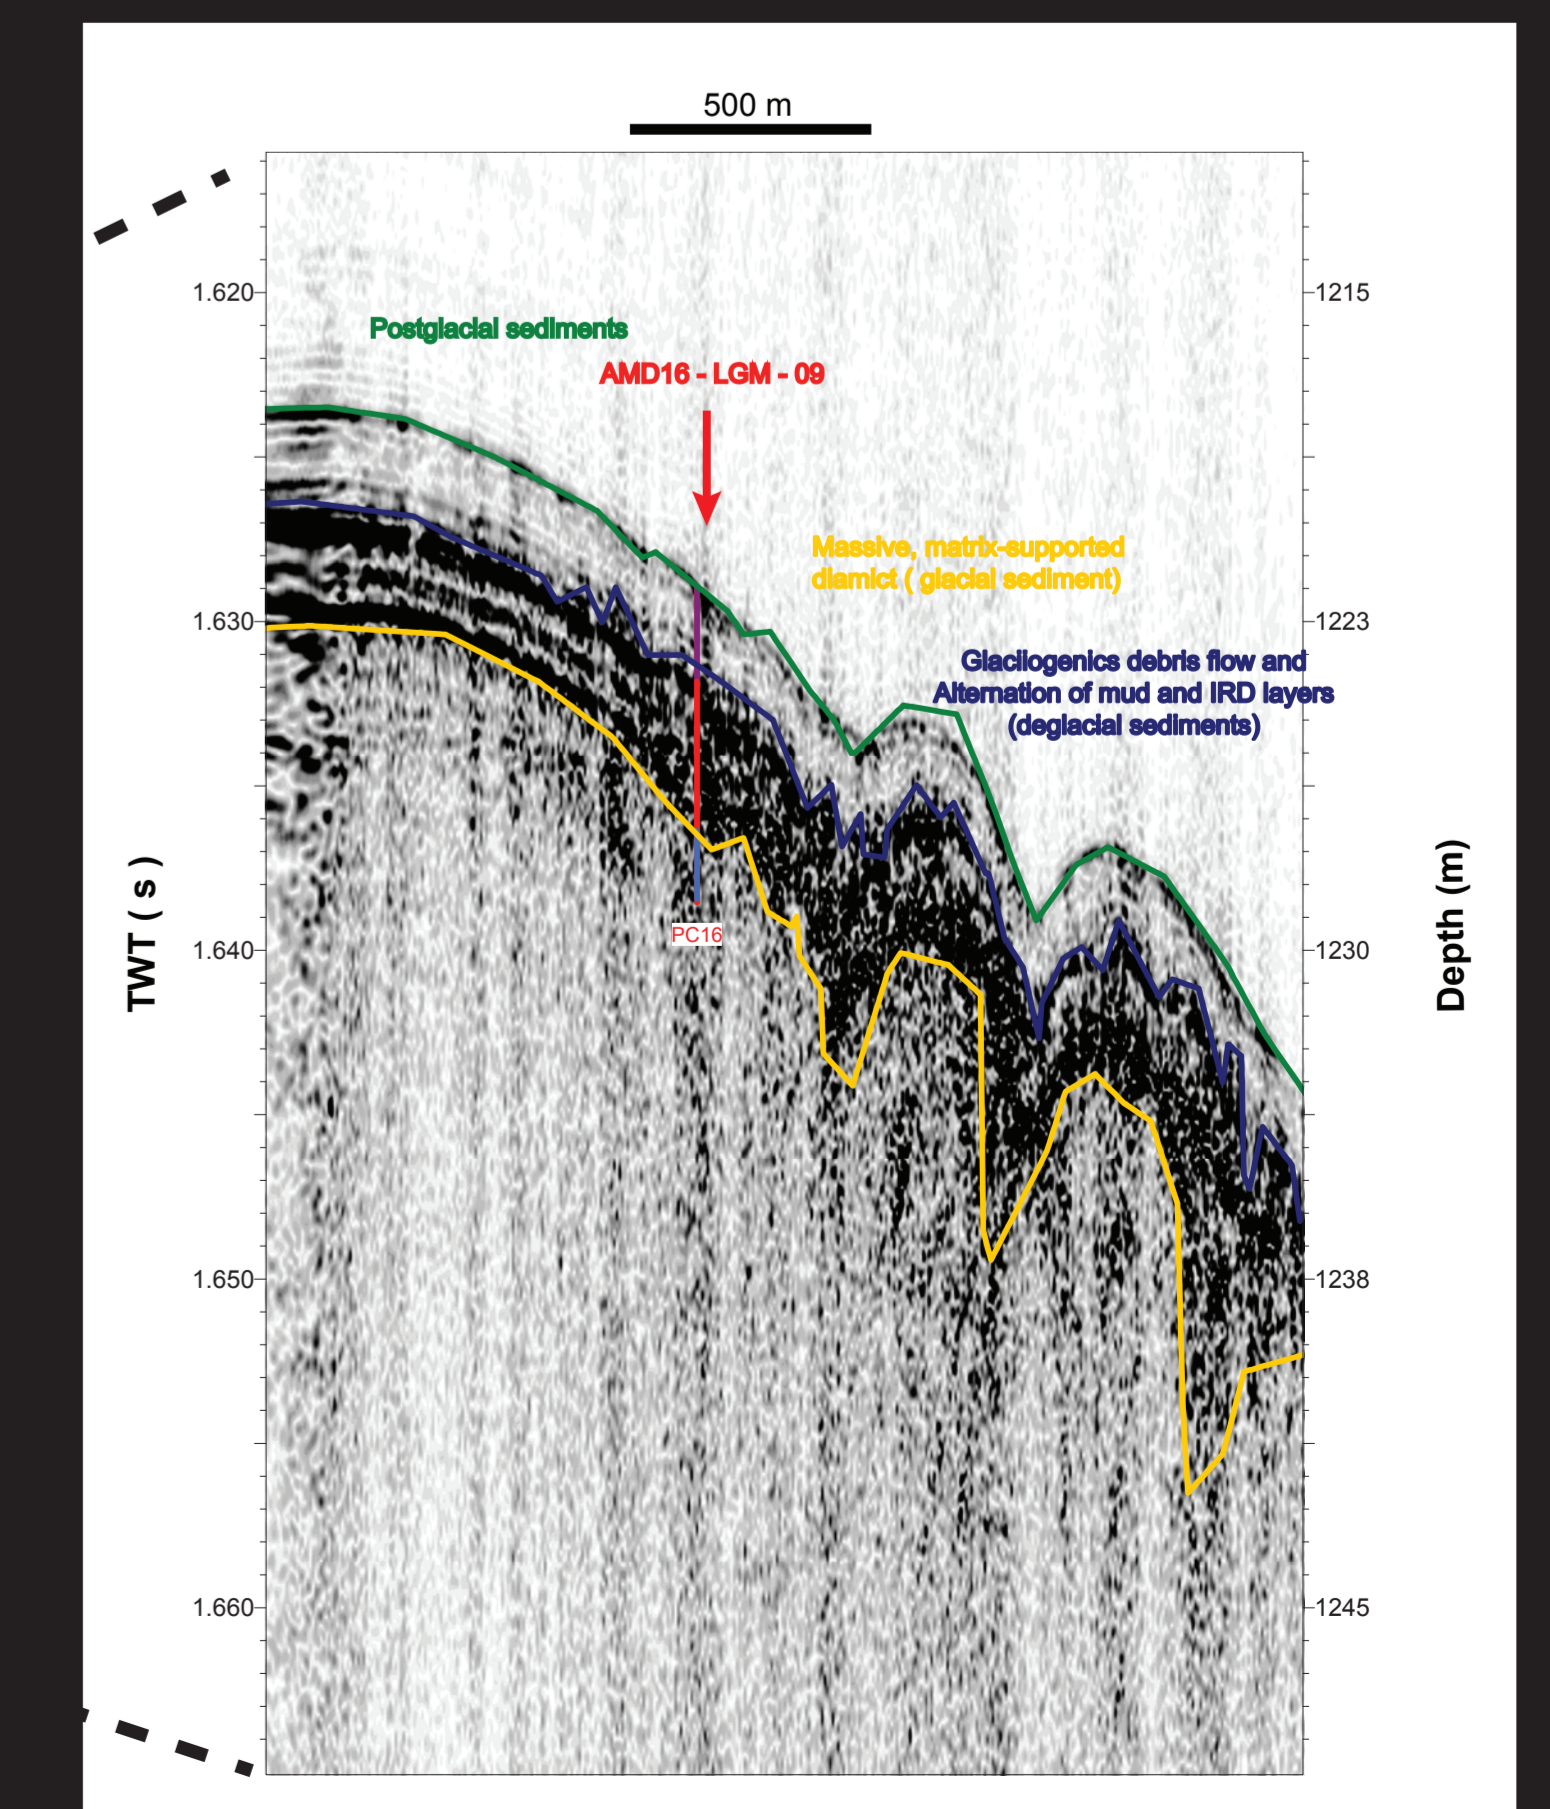 500 m
1.620
1215
Postglacial sediments
AMD16 - LGM - 09
Massive, matrix-supported
diamict ( glacial sediment)
1.630
1223
Glaciiogenics debris flow and
Alternation of mud and IRD layers
(deglacial sediments)
TWT ( s )
Depth (m)
PC16
1.640
1230
1.650
1238
1.660
1245